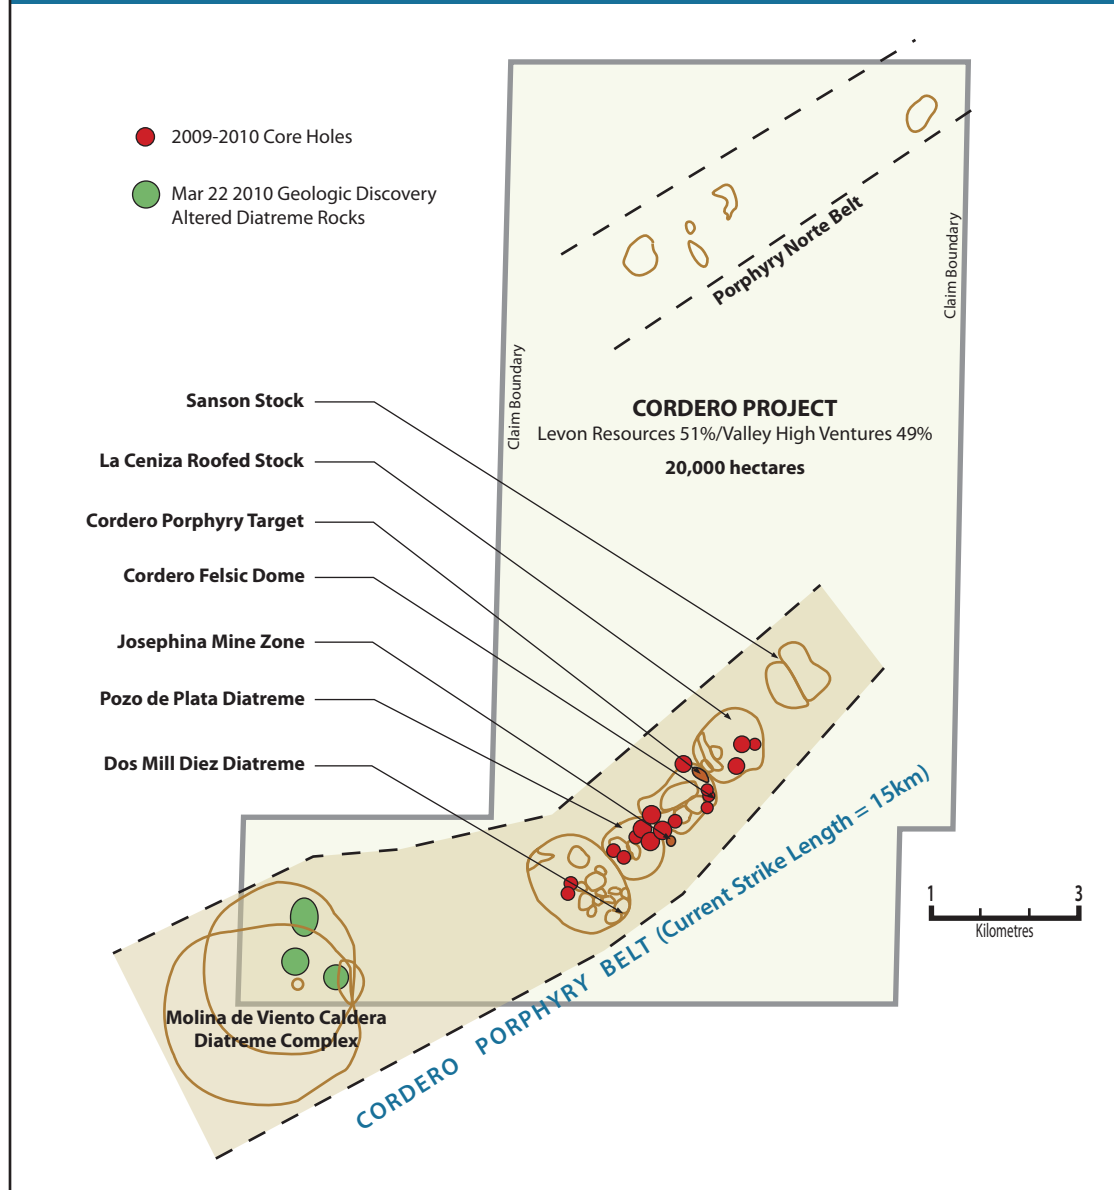 2009-2010 Core Holes
Mar 22 2010 Geologic Discovery
Altered Diatreme Rocks
Porphyry Norte Belt
Claim Boundary
Claim Boundary
CORDERO PROJECT
Levon Resources 51%/Valley High Ventures 49%
20,000 hectares
Sanson Stock
La Ceniza Roofed Stock
Cordero Porphyry Target
Cordero Felsic Dome
Josephina Mine Zone
Pozo de Plata Diatreme
Dos Mill Diez Diatreme
CORDERO PORPHYRY BELT (Current Strike Length = 15km)
1 3
Kilometres
Molina de Viento Caldera
Diatreme Complex